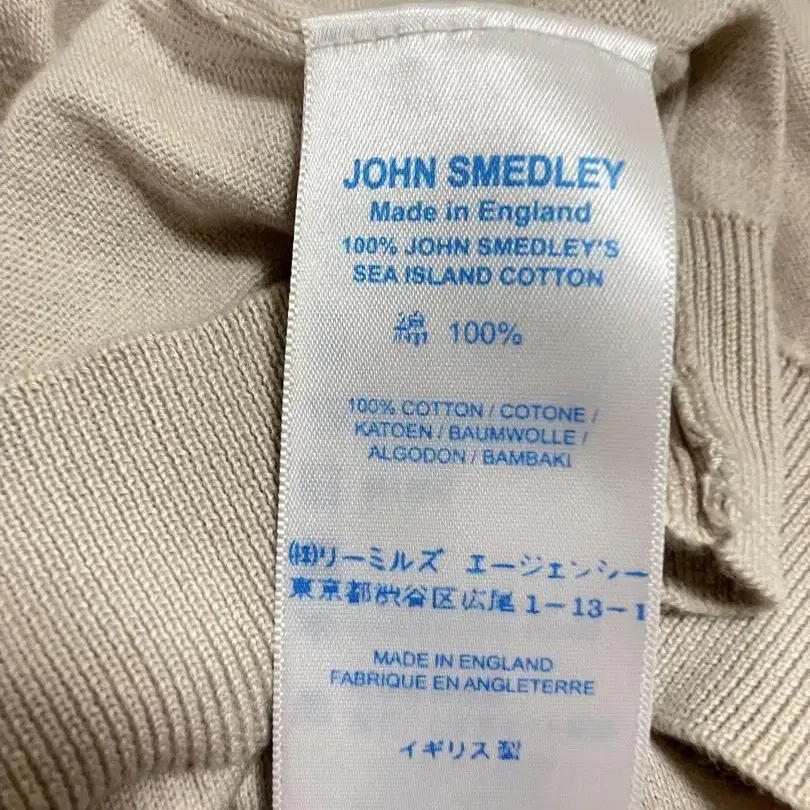 JOHN SMEDLEY
Made in England
100% JOHN SMEDLEY'S
SEA ISLAND COTTON
綿 100%
100% COTTON / COTONE /
KATOEN / BAUMWOLLE /
ALGODON / BAMBAKI
㈱リーミルズ エージェンシー
東京都渋谷区広尾1-13-1
MADE IN ENGLAND
FABRIQUE EN ANGLETERRE
イギリス製